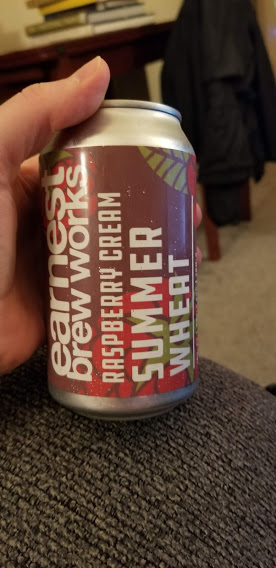 earnest
brew works
RASPBERRY CREAM
SUMMER
WHEAT